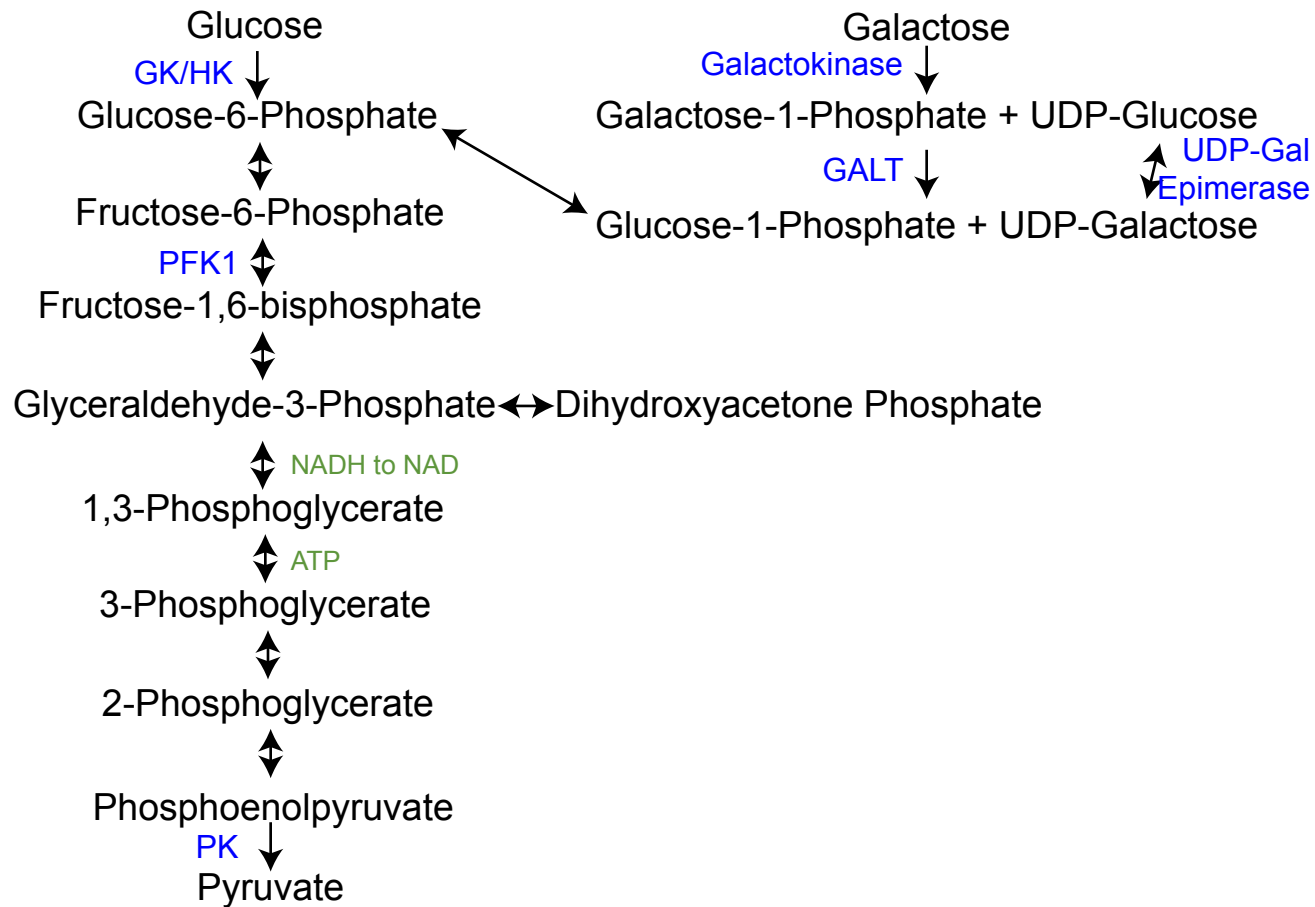 Glucose
GK/HK
Glucose-6-Phosphate
Fructose-6-Phosphate
PFK1
Fructose-1,6-bisphosphate
Glyceraldehyde-3-Phosphate
Dihydroxyacetone Phosphate
NADH to NAD
1,3-Phosphoglycerate
ATP
3-Phosphoglycerate
2-Phosphoglycerate
Phosphoenolpyruvate
PK
Pyruvate
Galactose
Galactokinase
Galactose-1-Phosphate + UDP-Glucose
GALT
UDP-Gal
Epimerase
Glucose-1-Phosphate + UDP-Galactose